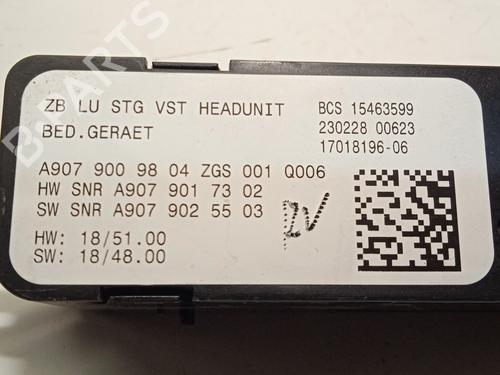 ZB LU STG VST HEADUNIT BCS 15463599
BED.GERAET 230228 00623
17018196-06
A907 900 98 04 ZGS 001 Q006
HW SNR A907 901 73 02
SW SNR A907 902 55 03
HW: 18/51.00
SW: 18/48.00